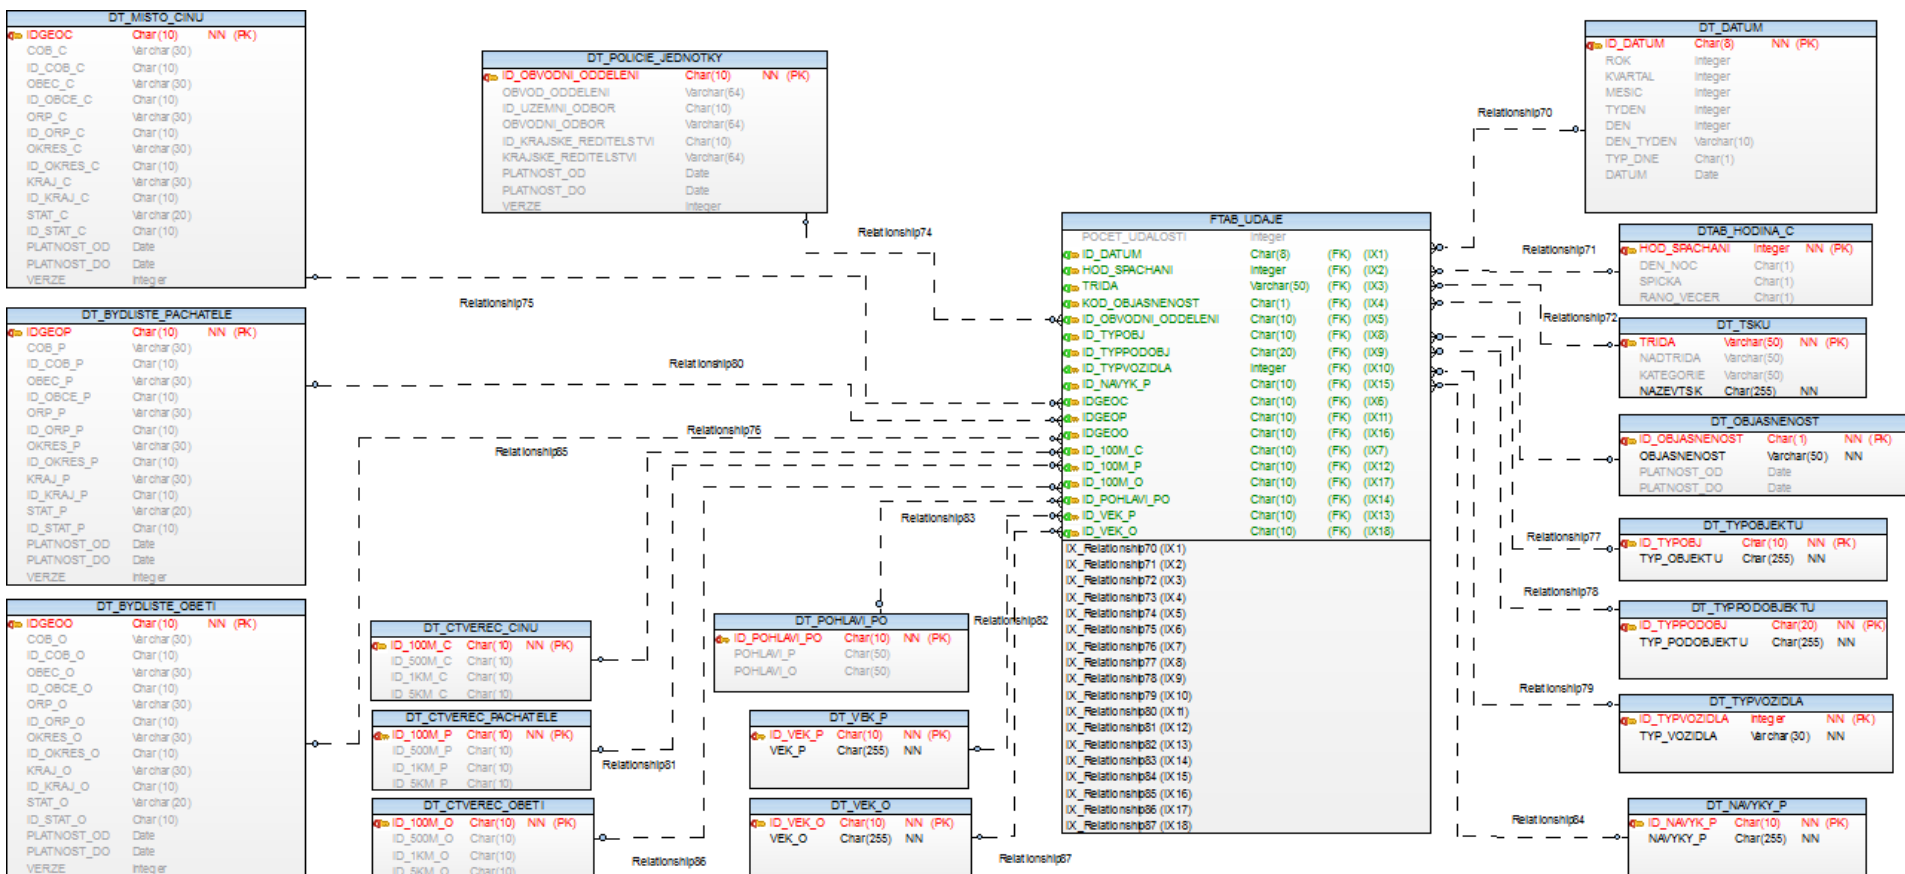 DT_MISTO_CINU
IDGEOC Char(10) NN (PK)
COB_C Varchar(30)
ID_COB_C Char(10)
OBEC_C Varchar(30)
ID_OBCE_C Char(10)
ORP_C Varchar(30)
ID_ORP_C Char(10)
OKRES_C Varchar(30)
ID_OKRES_C Char(10)
KRAJ_C Varchar(30)
ID_KRAJ_C Char(10)
STAT_C Varchar(20)
ID_STAT_C Char(10)
PLATNOST_OD Date
PLATNOST_DO Date
VERZE Integer
DT_BYDLISTE_PACHATELE
IDGEOP Char(10) NN (PK)
COB_P Varchar(30)
ID_COB_P Char(10)
OBEC_P Varchar(30)
ID_OBCE_P Char(10)
ORP_P Varchar(30)
ID_ORP_P Char(10)
OKRES_P Varchar(30)
ID_OKRES_P Char(10)
KRAJ_P Varchar(30)
ID_KRAJ_P Char(10)
STAT_P Varchar(20)
ID_STAT_P Char(10)
PLATNOST_OD Date
PLATNOST_DO Date
VERZE Integer
DT_BYDLISTE_OBETI
IDGEOO Char(10) NN (PK)
COB_O Varchar(30)
ID_COB_O Char(10)
OBEC_O Varchar(30)
ID_OBCE_O Char(10)
ORP_O Varchar(30)
ID_ORP_O Char(10)
OKRES_O Varchar(30)
ID_OKRES_O Char(10)
KRAJ_O Varchar(30)
ID_KRAJ_O Char(10)
STAT_O Varchar(20)
ID_STAT_O Char(10)
PLATNOST_OD Date
PLATNOST_DO Date
VERZE Integer
DT_POLICIE_JEDNOTKY
ID_OBVODNI_ODDELENI Char(10) NN (PK)
OBVOD_ODDELENI Varchar(64)
ID_UZEMNI_ODBOR Char(10)
OBVODNI_ODBOR Varchar(64)
ID_KRAJSKE_REDITELSTVI Char(10)
KRAJSKE_REDITELSTVI Varchar(64)
PLATNOST_OD Date
PLATNOST_DO Date
VERZE Integer
Relationship74
Relationship75
Relationship80
Relationship76
Relationship85
Relationship83
Relationship82
Relationship81
Relationship86
Relationship87
DT_CTVEREC_CINU
ID_100M_C Char(10) NN (PK)
ID_500M_C Char(10)
ID_1KM_C Char(10)
ID_5KM_C Char(10)
DT_CTVEREC_PACHATELE
ID_100M_P Char(10) NN (PK)
ID_500M_P Char(10)
ID_1KM_P Char(10)
ID_5KM_P Char(10)
DT_CTVEREC_OBETI
ID_100M_O Char(10) NN (PK)
ID_500M_O Char(10)
ID_1KM_O Char(10)
ID_5KM_O Char(10)
DT_POHLAVI_PO
ID_POHLAVI_PO Char(10) NN (PK)
POHLAVI_P Char(50)
POHLAVI_O Char(50)
DT_VEK_P
ID_VEK_P Char(10) NN (PK)
VEK_P Char(255) NN
DT_VEK_O
ID_VEK_O Char(10) NN (PK)
VEK_O Char(255) NN
FTAB_UDAJE
POCET_UDALOSTI Integer
ID_DATUM Char(8) (FK) (IX1)
HOD_SPACHANI Integer (FK) (IX2)
TRIDA Varchar(50) (FK) (IX3)
KOD_OBJASNENOST Char(1) (FK) (IX4)
ID_OBVODNI_ODDELENI Char(10) (FK) (IX5)
ID_TYPOBJ Char(10) (FK) (IX8)
ID_TYPPODOBJ Char(20) (FK) (IX9)
ID_TYPVOZIDLA Integer (FK) (IX10)
ID_NAVYK_P Char(10) (FK) (IX15)
IDGEOC Char(10) (FK) (IX6)
IDGEOP Char(10) (FK) (IX11)
IDGEOO Char(10) (FK) (IX16)
ID_100M_C Char(10) (FK) (IX7)
ID_100M_P Char(10) (FK) (IX12)
ID_100M_O Char(10) (FK) (IX17)
ID_POHLAVI_PO Char(10) (FK) (IX14)
ID_VEK_P Char(10) (FK) (IX13)
ID_VEK_O Char(10) (FK) (IX18)
IX_Relationship70 (IX1)
IX_Relationship71 (IX2)
IX_Relationship72 (IX3)
IX_Relationship73 (IX4)
IX_Relationship74 (IX5)
IX_Relationship75 (IX6)
IX_Relationship76 (IX7)
IX_Relationship77 (IX8)
IX_Relationship78 (IX9)
IX_Relationship79 (IX10)
IX_Relationship80 (IX11)
IX_Relationship81 (IX12)
IX_Relationship82 (IX13)
IX_Relationship83 (IX14)
IX_Relationship84 (IX15)
IX_Relationship85 (IX16)
IX_Relationship86 (IX17)
IX_Relationship87 (IX18)
Relationship70
Relationship71
Relationship72
Relationship77
Relationship78
Relationship79
Relationship84
DT_DATUM
ID_DATUM Char(8) NN (PK)
ROK Integer
KVARTAL Integer
MESIC Integer
TYDEN Integer
DEN Integer
DEN_TYDEN Varchar(10)
TYP_DNE Char(1)
DATUM Date
DTAB_HODINA_C
HOD_SPACHANI Integer NN (PK)
DEN_NOC Char(1)
SPICKA Char(1)
RANO_VECER Char(1)
DT_TSKU
TRIDA Varchar(50) NN (PK)
NADTRIDA Varchar(50)
KATEGORIE Varchar(50)
NAZEVTSK Char(255) NN
DT_OBJASNENOST
ID_OBJASNENOST Char(1) NN (PK)
OBJASNENOST Varchar(50) NN
PLATNOST_OD Date
PLATNOST_DO Date
DT_TYPOBJEKTU
ID_TYPOBJ Char(10) NN (PK)
TYP_OBJEKTU Char(255) NN
DT_TYPPODOBJEKTU
ID_TYPPODOBJ Char(20) NN (PK)
TYP_PODOBJEKTU Char(255) NN
DT_TYPVOZIDLA
ID_TYPVOZIDLA Integer NN (PK)
TYP_VOZIDLA Varchar(30) NN
DT_NAVYKY_P
ID_NAVYK_P Char(10) NN (PK)
NAVYKY_P Char(255) NN